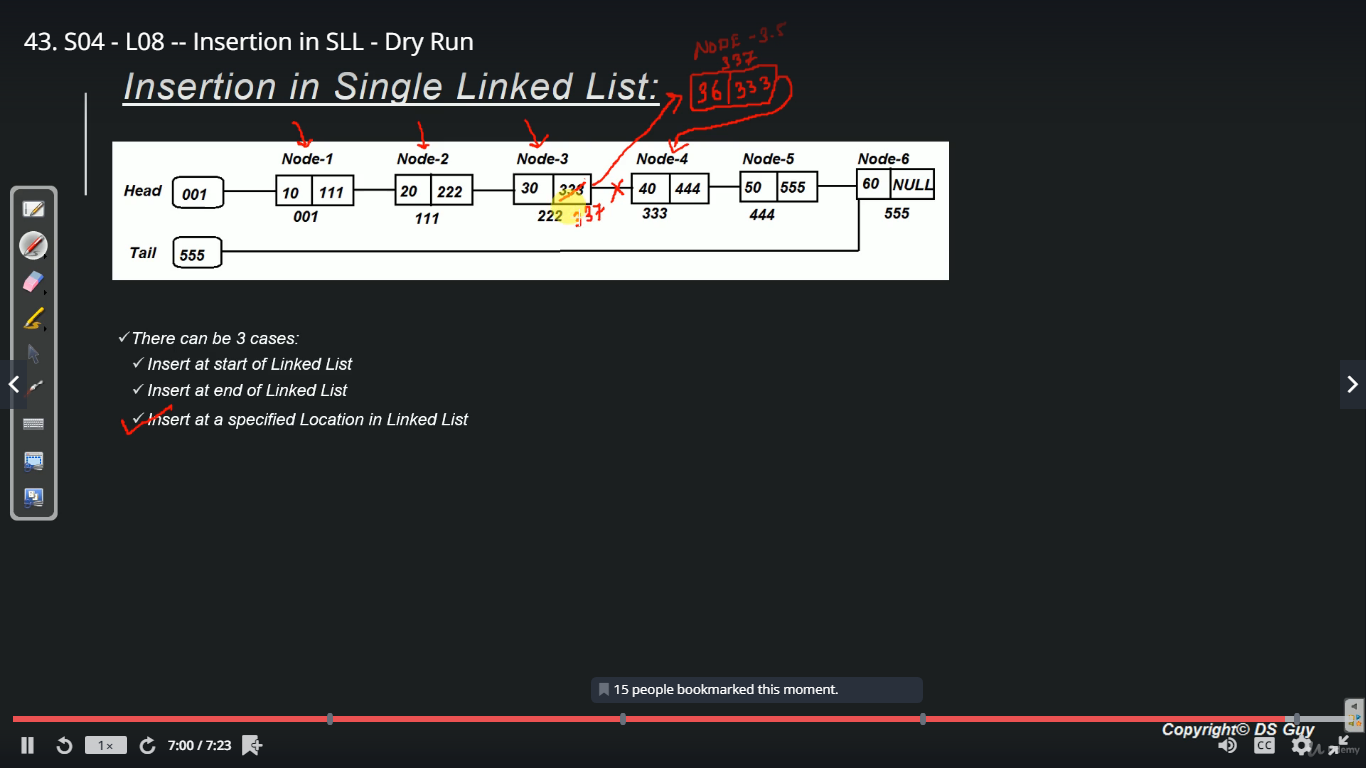 43. S04 - L08 -- Insertion in SLL - Dry Run
NODE -3.5
337
Insertion in Single Linked List:
36 333
Node-1 Node-2 Node-3 Node-4 Node-5 Node-6
Head 001 10 111 20 222 30 333 40 444 50 555 60 NULL
001 111 222 337 333 444 555
Tail 555
✓There can be 3 cases:
✓Insert at start of Linked List
✓Insert at end of Linked List
✓Insert at a specified Location in Linked List
15 people bookmarked this moment.
Copyright© DS Guy
1× 7:00 / 7:23 CC